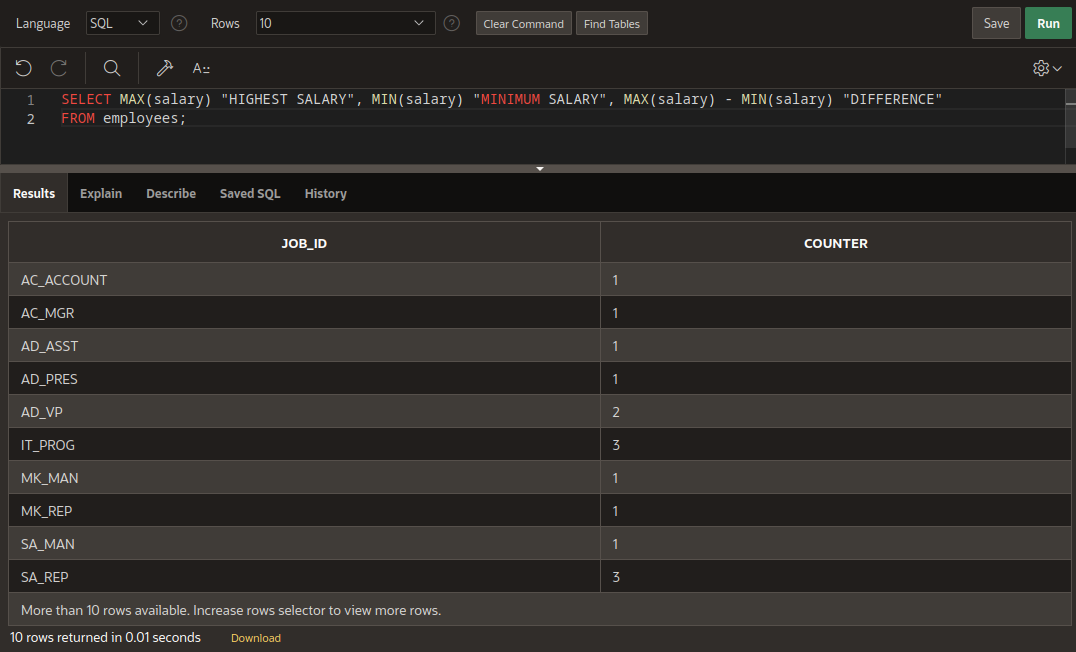 Language SQL ? Rows 10 ? Clear Command Find Tables Save Run
A::
1 SELECT MAX(salary) "HIGHEST SALARY", MIN(salary) "MINIMUM SALARY", MAX(salary) - MIN(salary) "DIFFERENCE"
2 FROM employees;
Results Explain Describe Saved SQL History
JOB_ID COUNTER
AC_ACCOUNT 1
AC_MGR 1
AD_ASST 1
AD_PRES 1
AD_VP 2
IT_PROG 3
MK_MAN 1
MK_REP 1
SA_MAN 1
SA_REP 3
More than 10 rows available. Increase rows selector to view more rows.
10 rows returned in 0.01 seconds Download